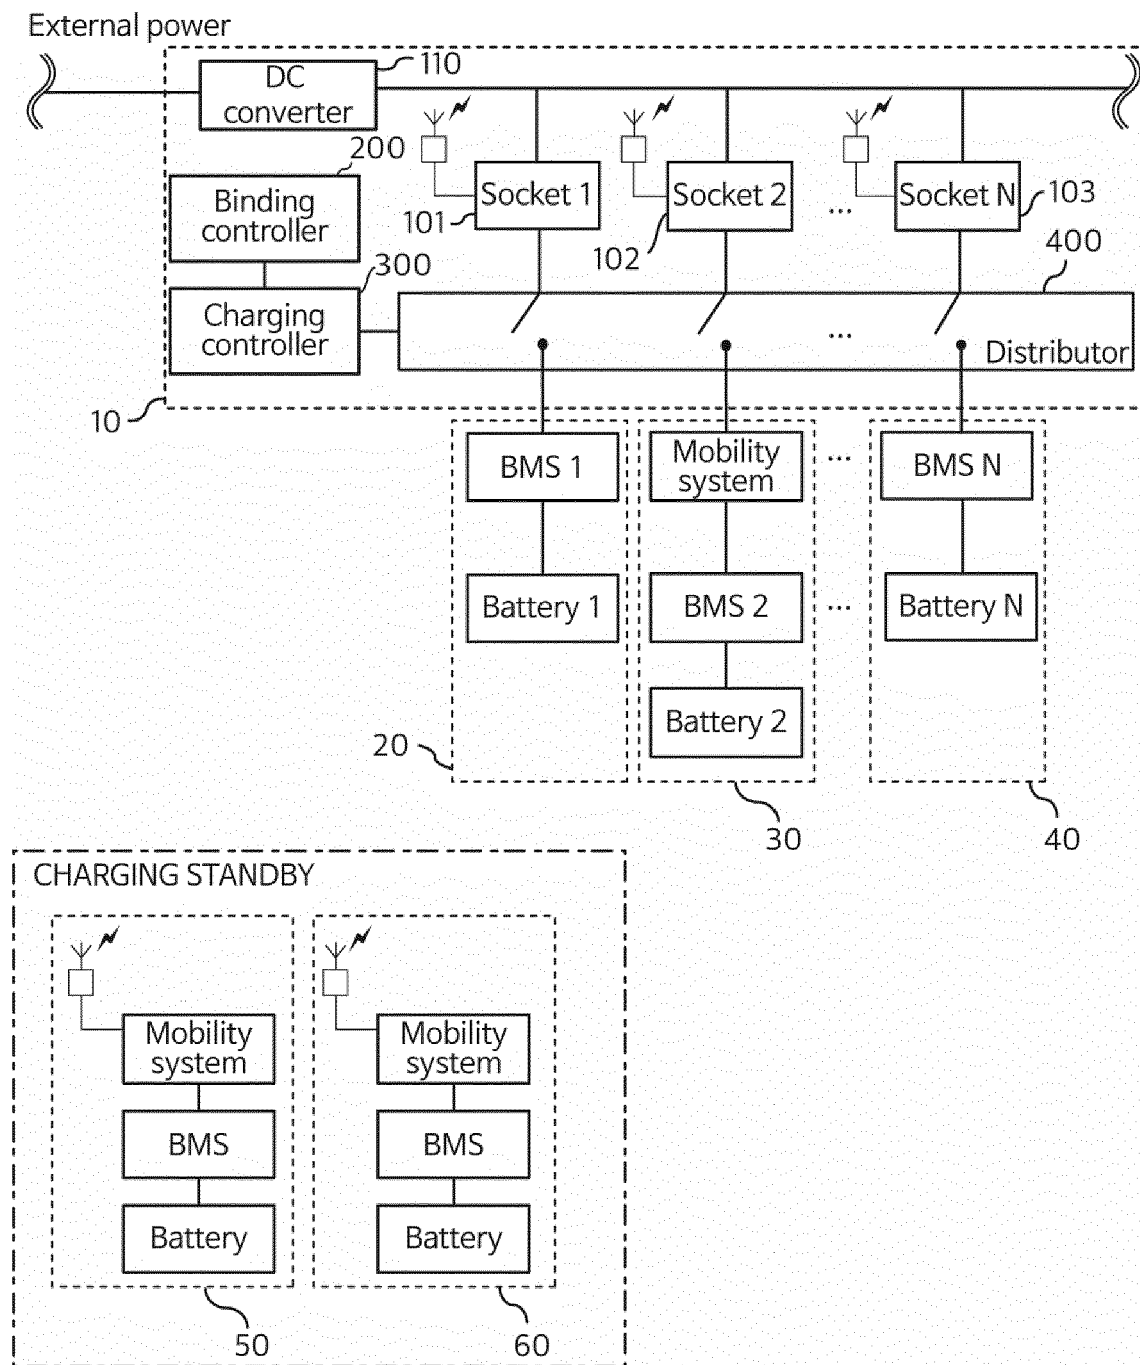 External power
110
DC
converter
200
Binding
controller
Socket 1
101
Socket 2
102
...
Socket N
103
300
400
Charging
controller
...
Distributor
10
BMS 1
Mobility
system
...
BMS N
Battery 1
BMS 2
...
Battery N
Battery 2
20
30
40
CHARGING STANDBY
Mobility
system
BMS
Battery
50
Mobility
system
BMS
Battery
60